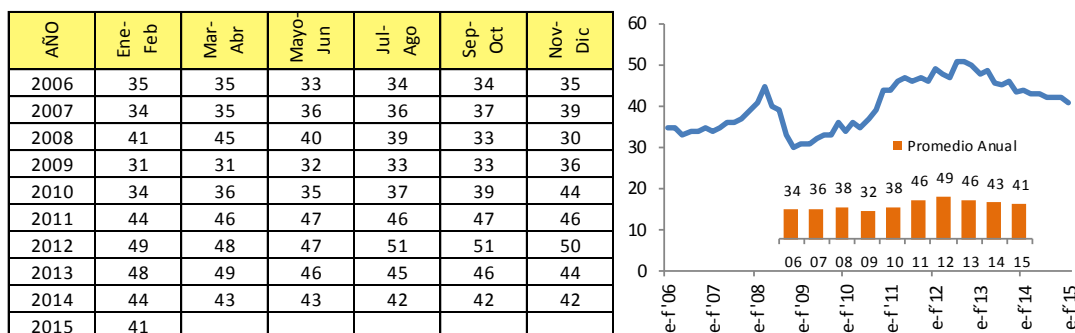 AÑO Ene-Feb Mar-Abr Mayo-Jun Jul-Ago Sep-Oct Nov-Dic
2006 35 35 33 34 34 35
2007 34 35 36 36 37 39
2008 41 45 40 39 33 30
2009 31 31 32 33 33 36
2010 34 36 35 37 39 44
2011 44 46 47 46 47 46
2012 49 48 47 51 51 50
2013 48 49 46 45 46 44
2014 44 43 43 42 42 42
2015 41
60
50
40
30
20
10
0
Promedio Anual
34 36 38 32 38 46 49 46 43 41
06 07 08 09 10 11 12 13 14 15
e-f'06 e-f'07 e-f'08 e-f'09 e-f'10 e-f'11 e-f'12 e-f'13 e-f'14 e-f'15